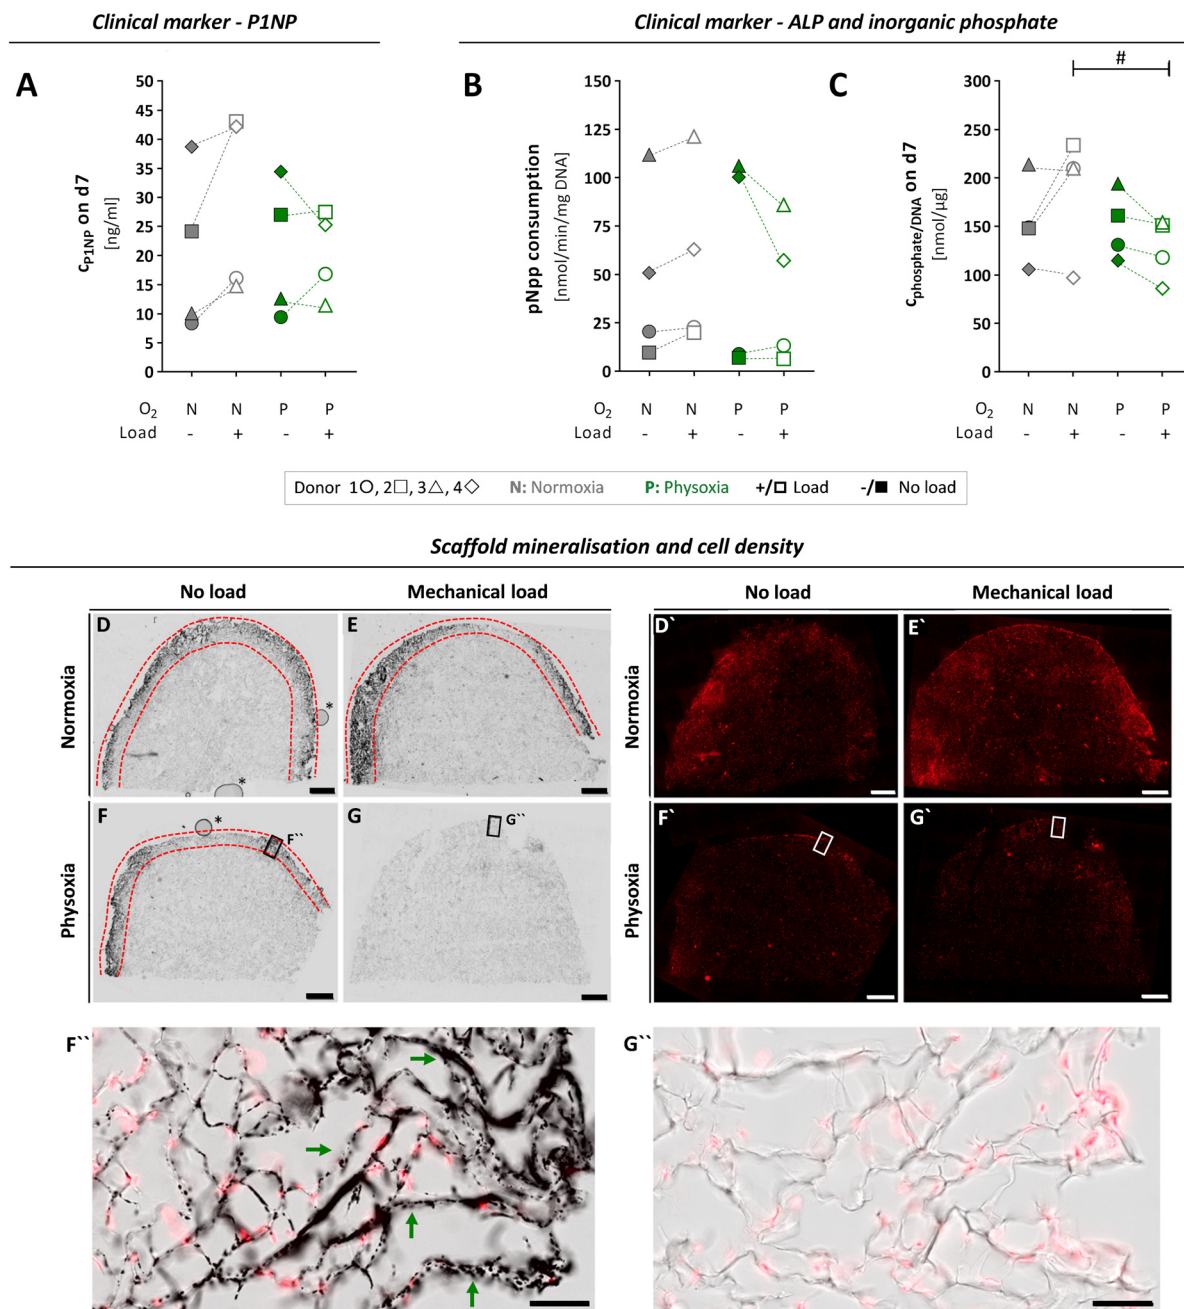 Clinical marker - P1NP
Clinical marker - ALP and inorganic phosphate
A
cP1NP on d7
[ng/ml]
50
45
40
35
30
25
20
15
10
5
0
O2 N N P P
Load - + - +
B
pNpp consumption
[nmol/min/mg DNA]
150
125
100
75
50
25
0
O2 N N P P
Load - + - +
C
#
cphosphate/DNA on d7
[nmol/µg]
300
250
200
150
100
50
0
O2 N N P P
Load - + - +
Donor 1○, 2□, 3△, 4◇ N: Normoxia P: Physoxia +/□ Load -/■ No load
Scaffold mineralisation and cell density
No load Mechanical load No load Mechanical load
Normoxia
D
*
*
E
Normoxia
D`
E`
Physoxia
F
*
F``
G
G``
Physoxia
F`
G`
F``
G``